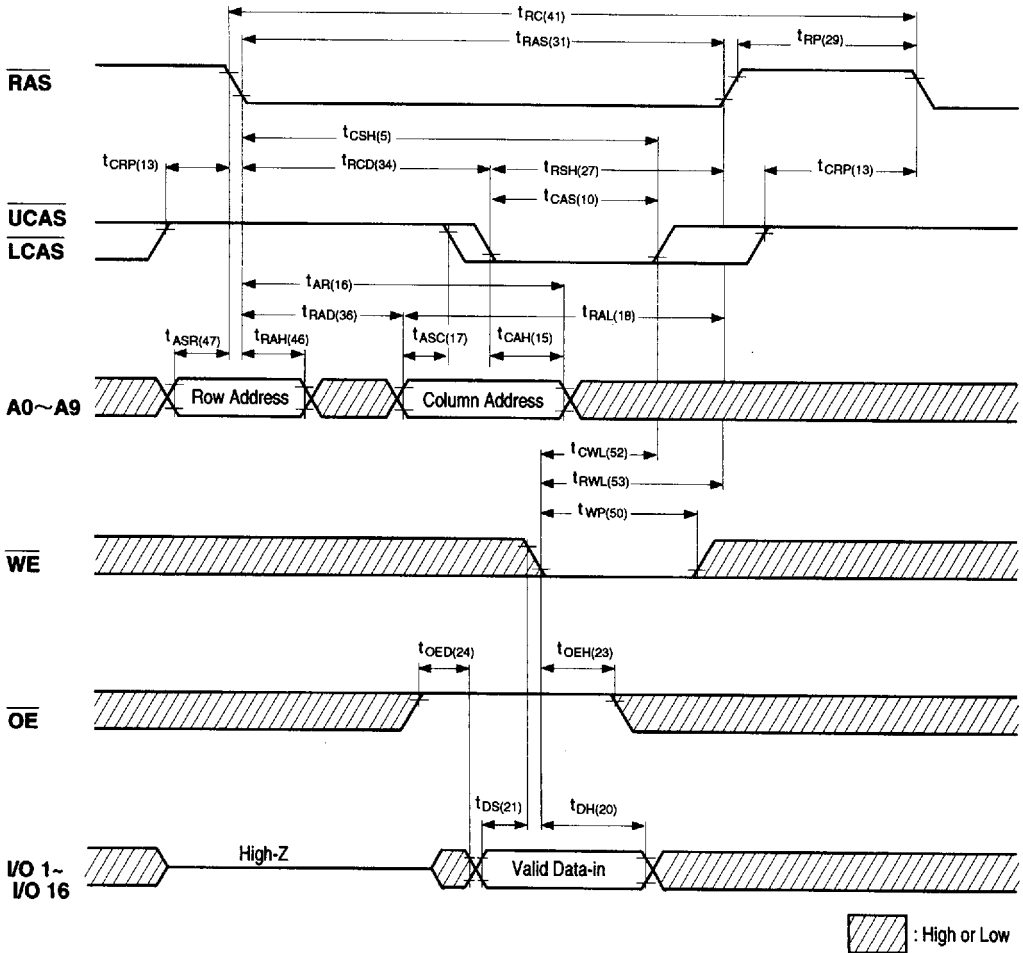 tRC(41)
tRAS(31)
tRP(29)
RAS
tCSH(5)
tCRP(13)
tRCD(34)
tRSH(27)
tCRP(13)
tCAS(10)
UCAS
LCAS
tAR(16)
tRAD(36)
tRAL(18)
tASR(47)
tRAH(46)
tASC(17)
tCAH(15)
A0~A9
Row Address
Column Address
tCWL(52)
tRWL(53)
tWP(50)
WE
tOED(24)
tOEH(23)
OE
tDS(21)
tDH(20)
High-Z
I/O 1~
I/O 16
Valid Data-in
: High or Low